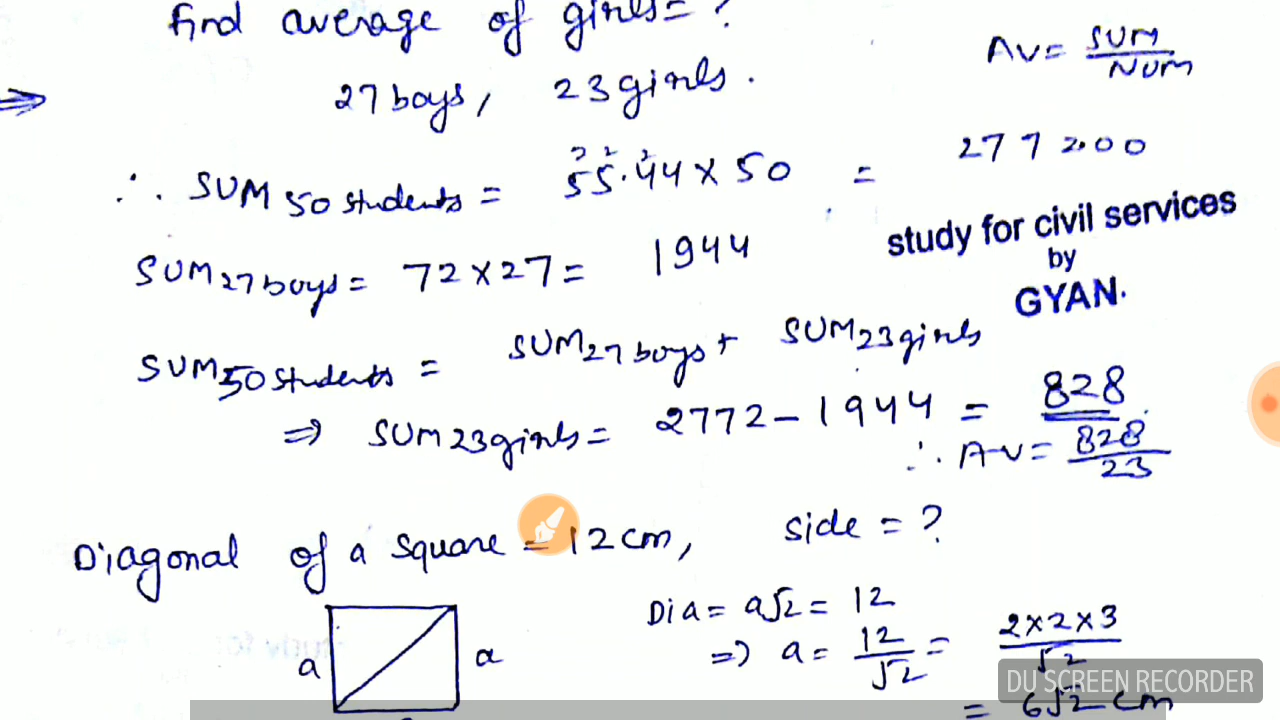 find average of girls = ?
Av = SUM / NUM
⇒ 27 boys, 23 girls.
∴ SUM 50 students = 55.44 × 50 = 2772.00
study for civil services
by
GYAN.
SUM 27 boys = 72 × 27 = 1944
SUM 50 students = SUM 27 boys + SUM 23 girls
⇒ SUM 23 girls = 2772 - 1944 = 828
∴ Av = 828 / 23
Diagonal of a square = 12 cm, side = ?
Dia = a√2 = 12
⇒ a = 12 / √2 = 2 × 2 × 3 / √2
a a
= 6√2 cm
DU SCREEN RECORDER